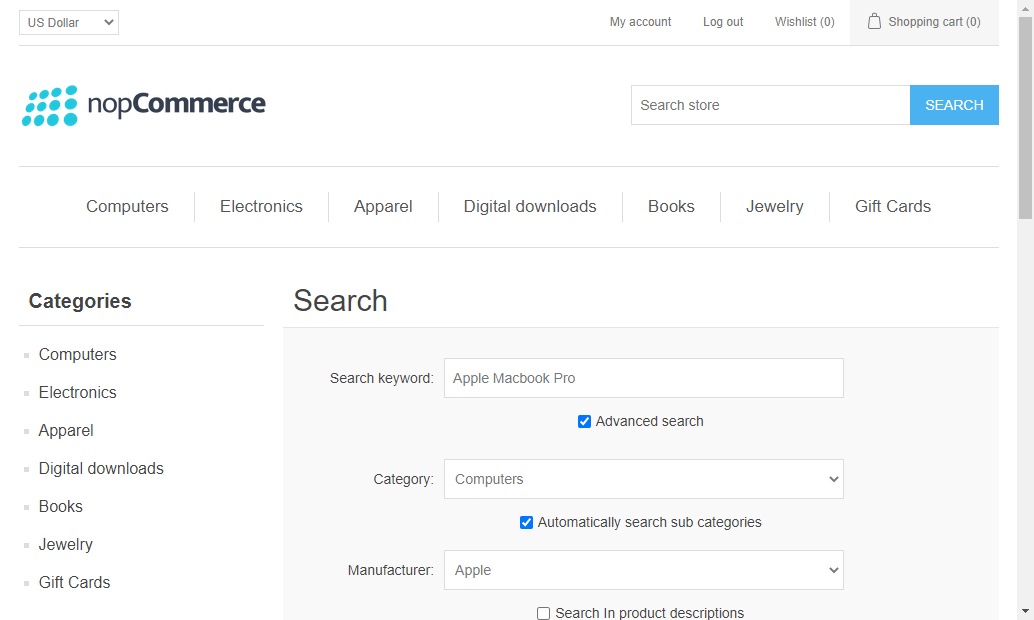 US Dollar
My account
Log out
Wishlist (0)
Shopping cart (0)
nopCommerce
Search store
SEARCH
Computers
Electronics
Apparel
Digital downloads
Books
Jewelry
Gift Cards
Categories
Computers
Electronics
Apparel
Digital downloads
Books
Jewelry
Gift Cards
Search
Search keyword: Apple Macbook Pro
Advanced search
Category: Computers
Automatically search sub categories
Manufacturer: Apple
Search In product descriptions